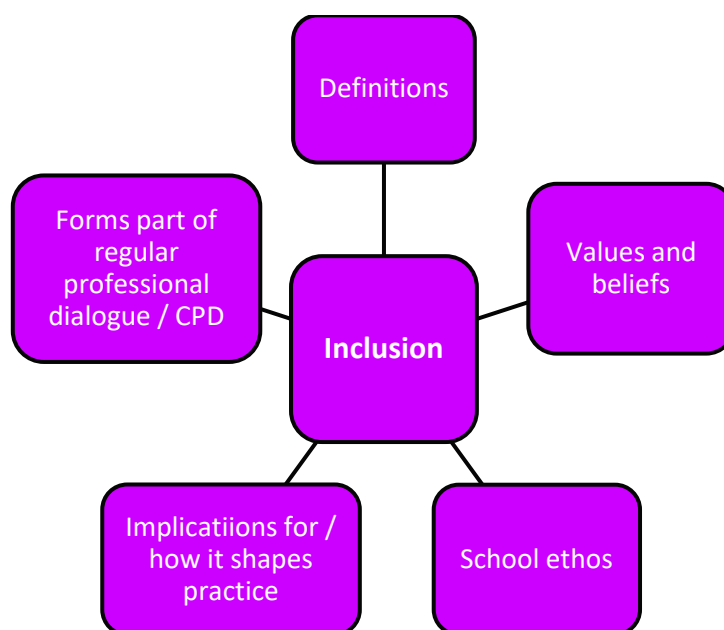 Definitions
Forms part of
regular
professional
dialogue / CPD
Values and
beliefs
Inclusion
Implicatiions for /
how it shapes
practice
School ethos